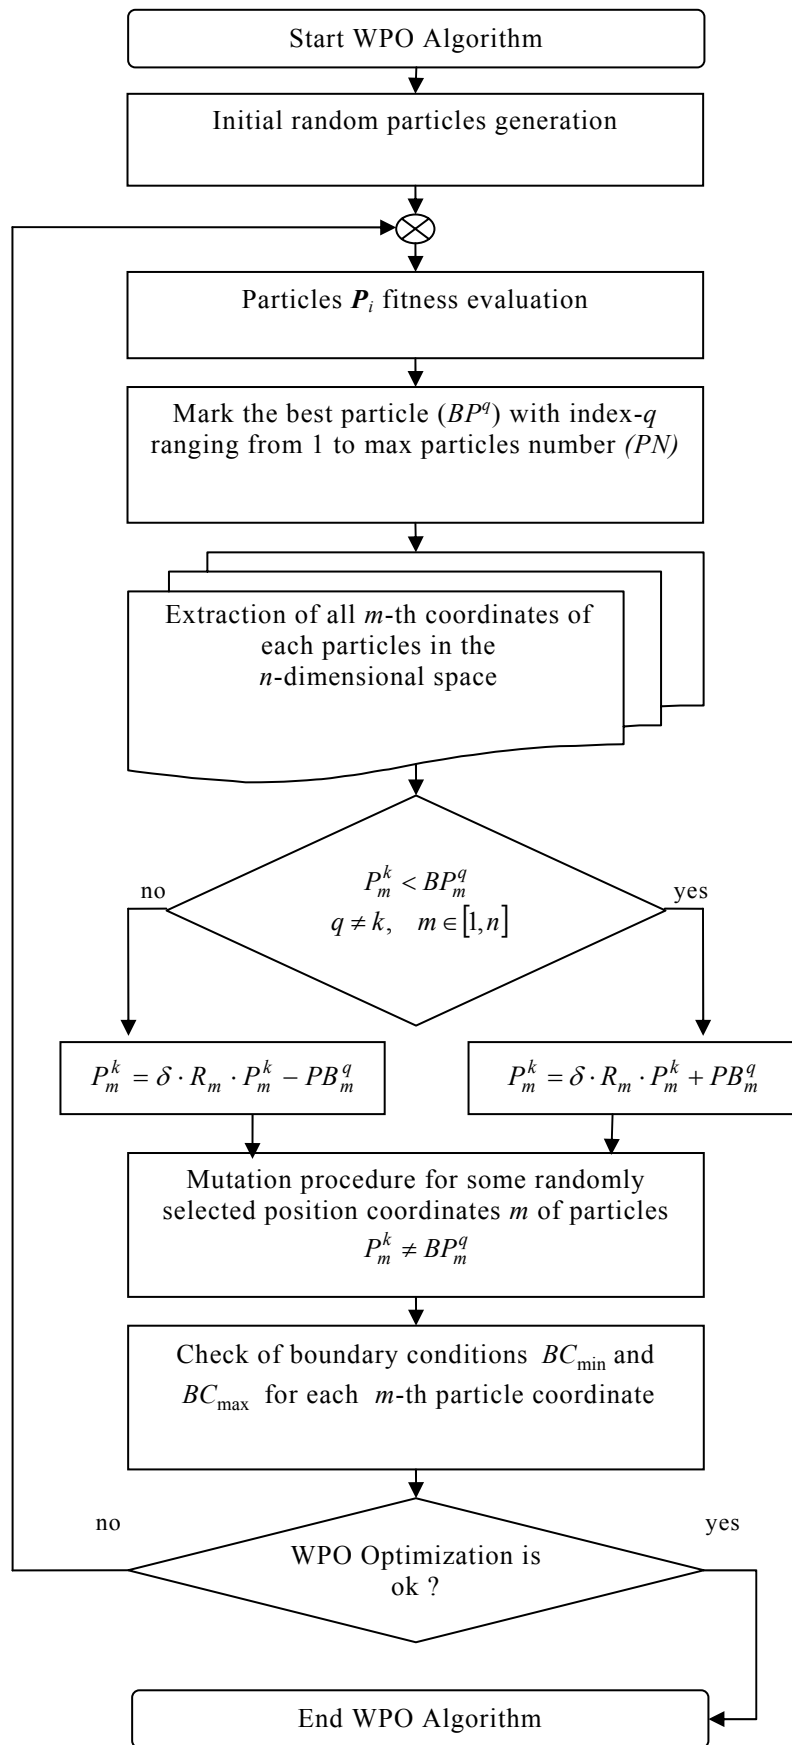 Start WPO Algorithm
Initial random particles generation
Particles P_i fitness evaluation
Mark the best particle (BP^q) with index-q
ranging from 1 to max particles number (PN)
Extraction of all m-th coordinates of
each particles in the
n-dimensional space
P_m^k < BP_m^q
no
yes
q ≠ k, m ∈ [1, n]
P_m^k = δ · R_m · P_m^k − PB_m^q
P_m^k = δ · R_m · P_m^k + PB_m^q
Mutation procedure for some randomly
selected position coordinates m of particles
P_m^k ≠ BP_m^q
Check of boundary conditions BC_min and
BC_max for each m-th particle coordinate
no
yes
WPO Optimization is
ok ?
End WPO Algorithm